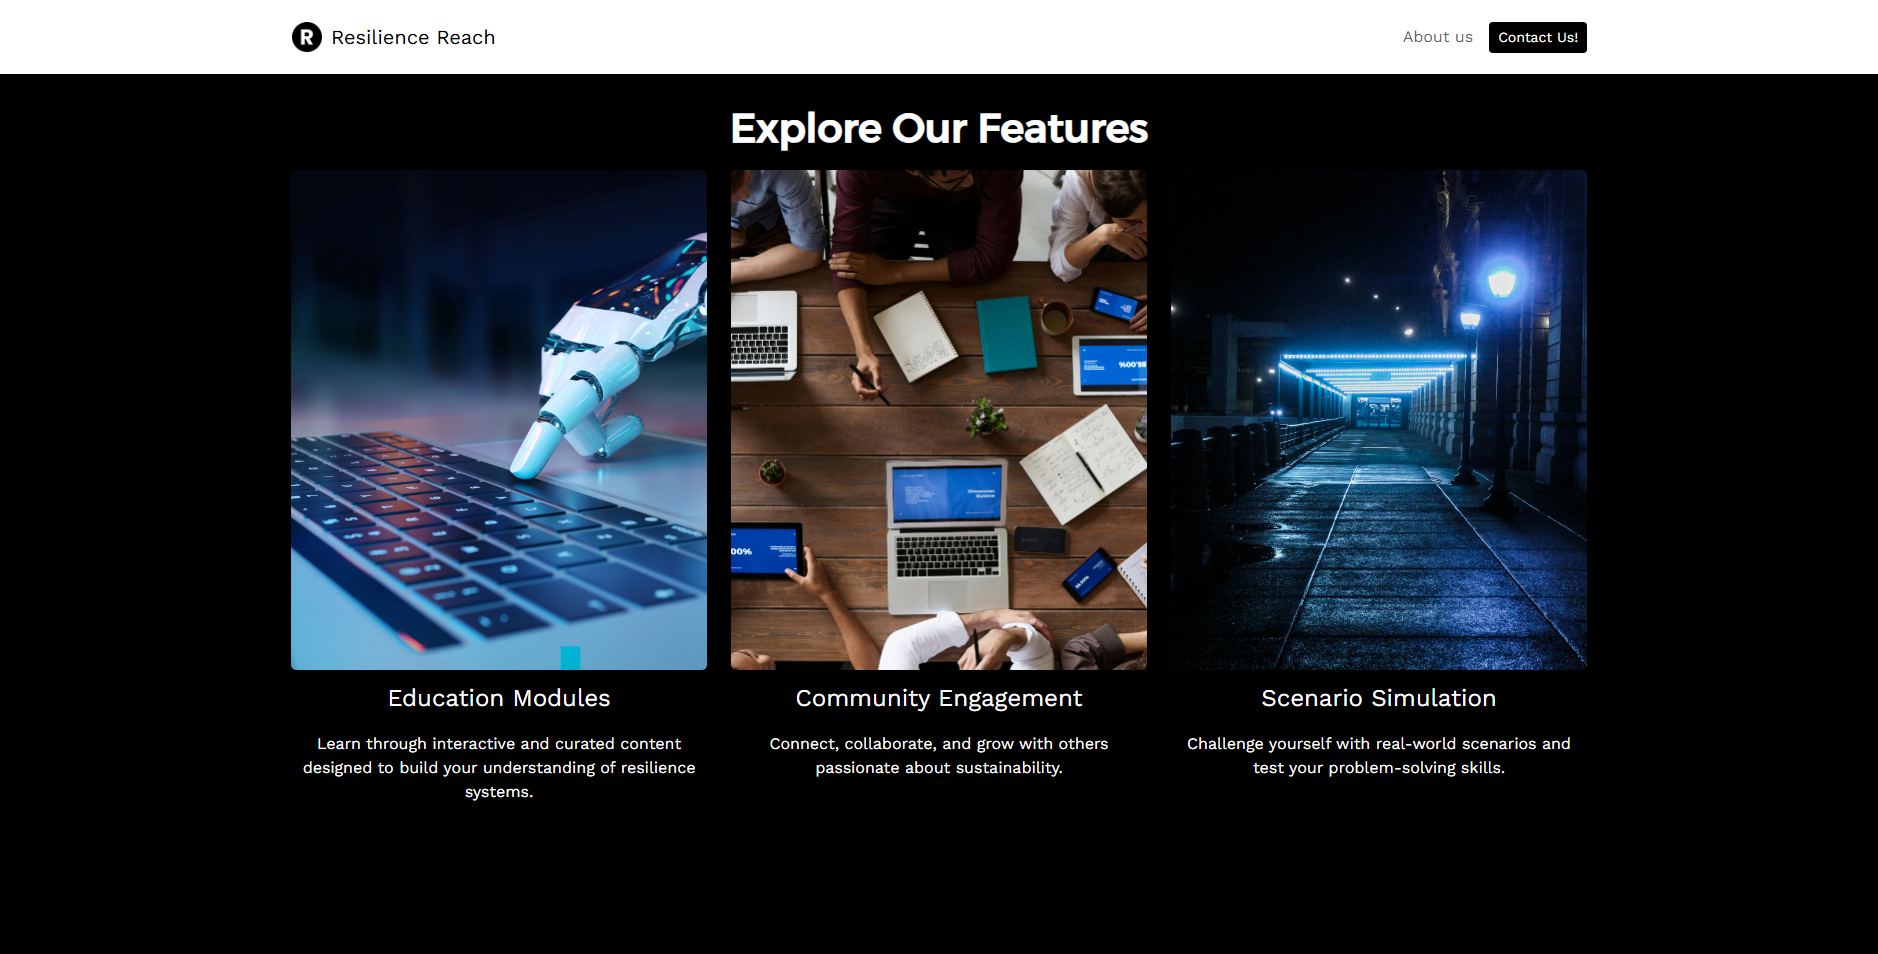 R Resilience Reach
About us
Contact Us!
Explore Our Features
Education Modules
Learn through interactive and curated content
designed to build your understanding of resilience
systems.
Community Engagement
Connect, collaborate, and grow with others
passionate about sustainability.
Scenario Simulation
Challenge yourself with real-world scenarios and
test your problem-solving skills.